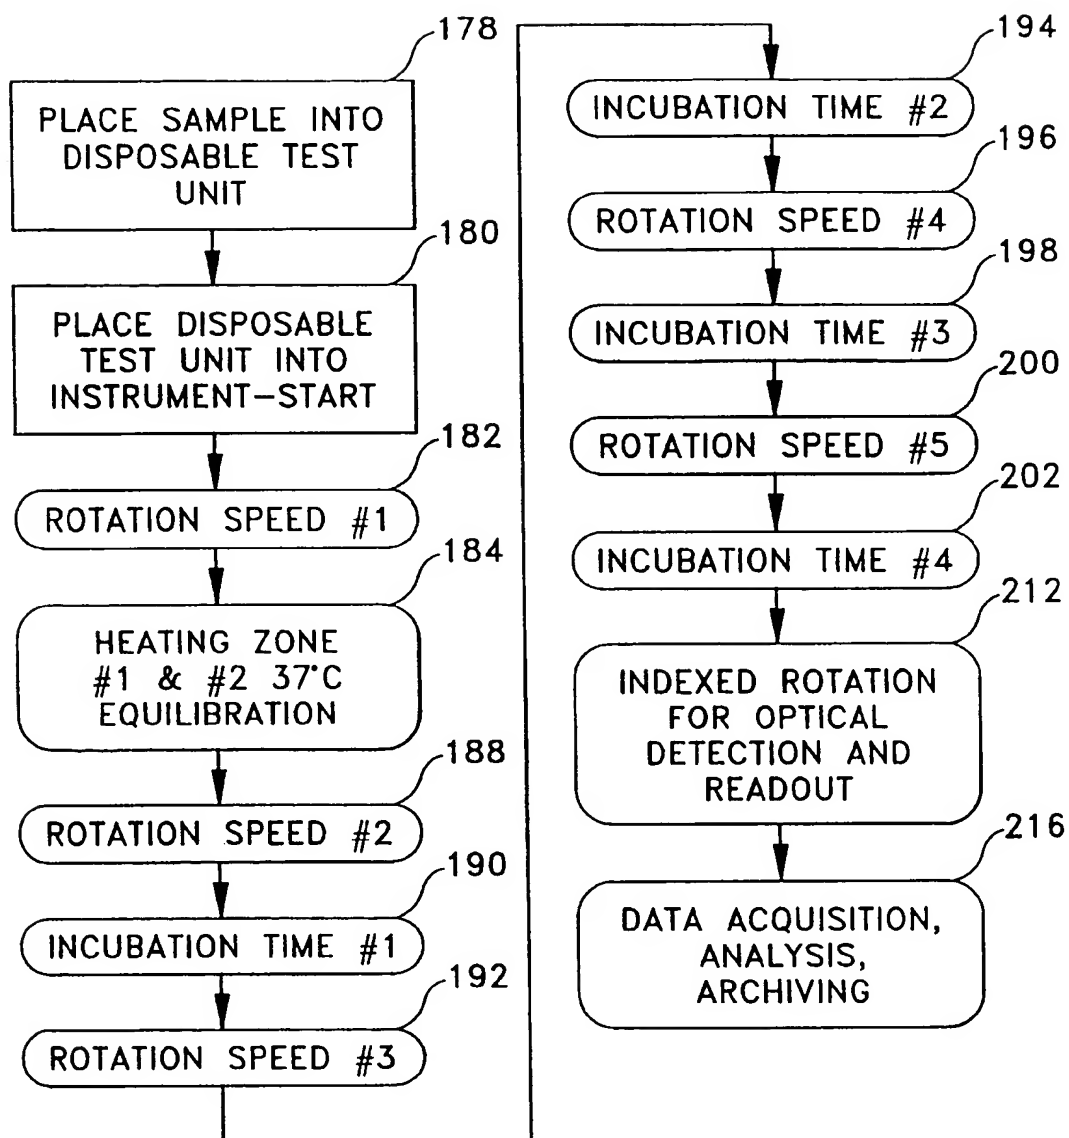 178
PLACE SAMPLE INTO
DISPOSABLE TEST
UNIT
180
PLACE DISPOSABLE
TEST UNIT INTO
INSTRUMENT-START
182
ROTATION SPEED #1
184
HEATING ZONE
#1 & #2 37°C
EQUILIBRATION
188
ROTATION SPEED #2
190
INCUBATION TIME #1
192
ROTATION SPEED #3
194
INCUBATION TIME #2
196
ROTATION SPEED #4
198
INCUBATION TIME #3
200
ROTATION SPEED #5
202
INCUBATION TIME #4
212
INDEXED ROTATION
FOR OPTICAL
DETECTION AND
READOUT
216
DATA ACQUISITION,
ANALYSIS,
ARCHIVING